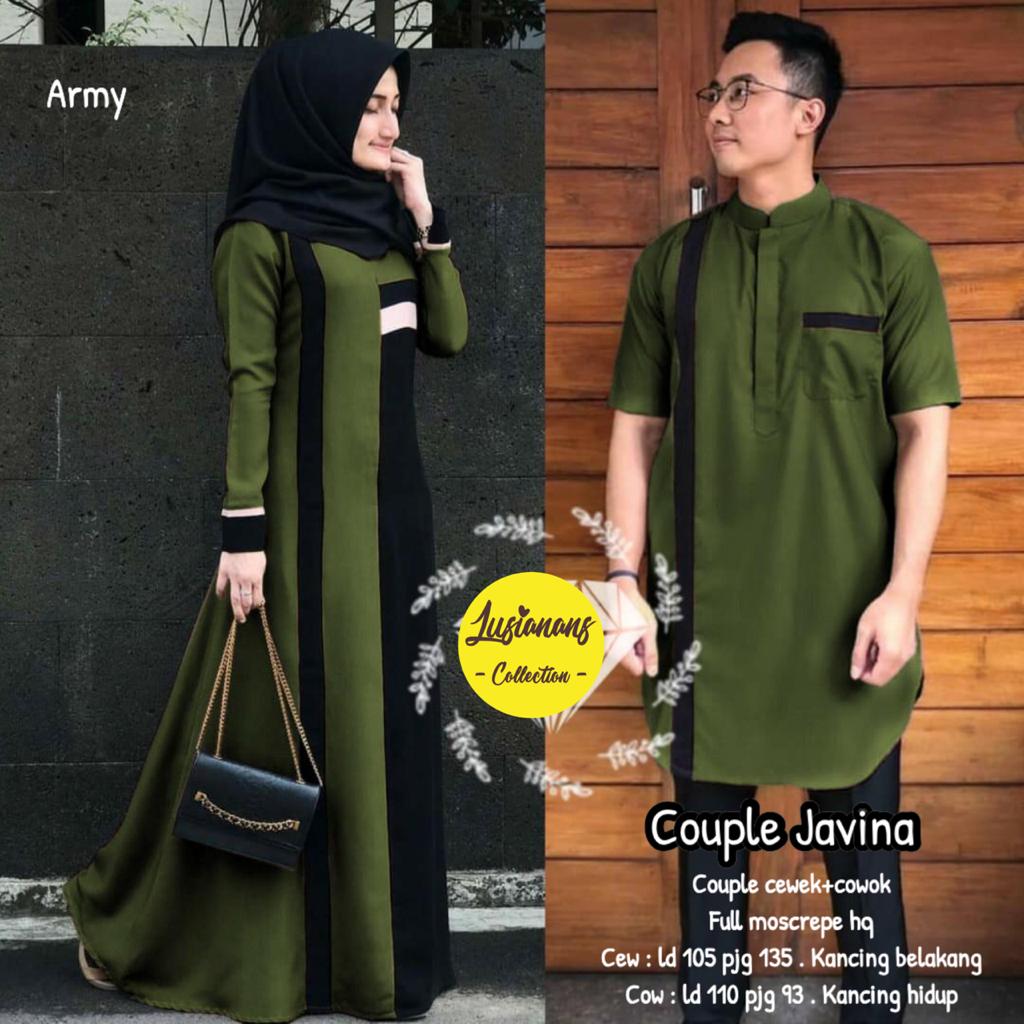 Army
Lusianans
- Collection -
Couple Javina
Couple cewek+cowok
Full moscrepe hq
Cew : ld 105 pjg 135 . Kancing belakang
Cow : ld 110 pjg 93 . Kancing hidup